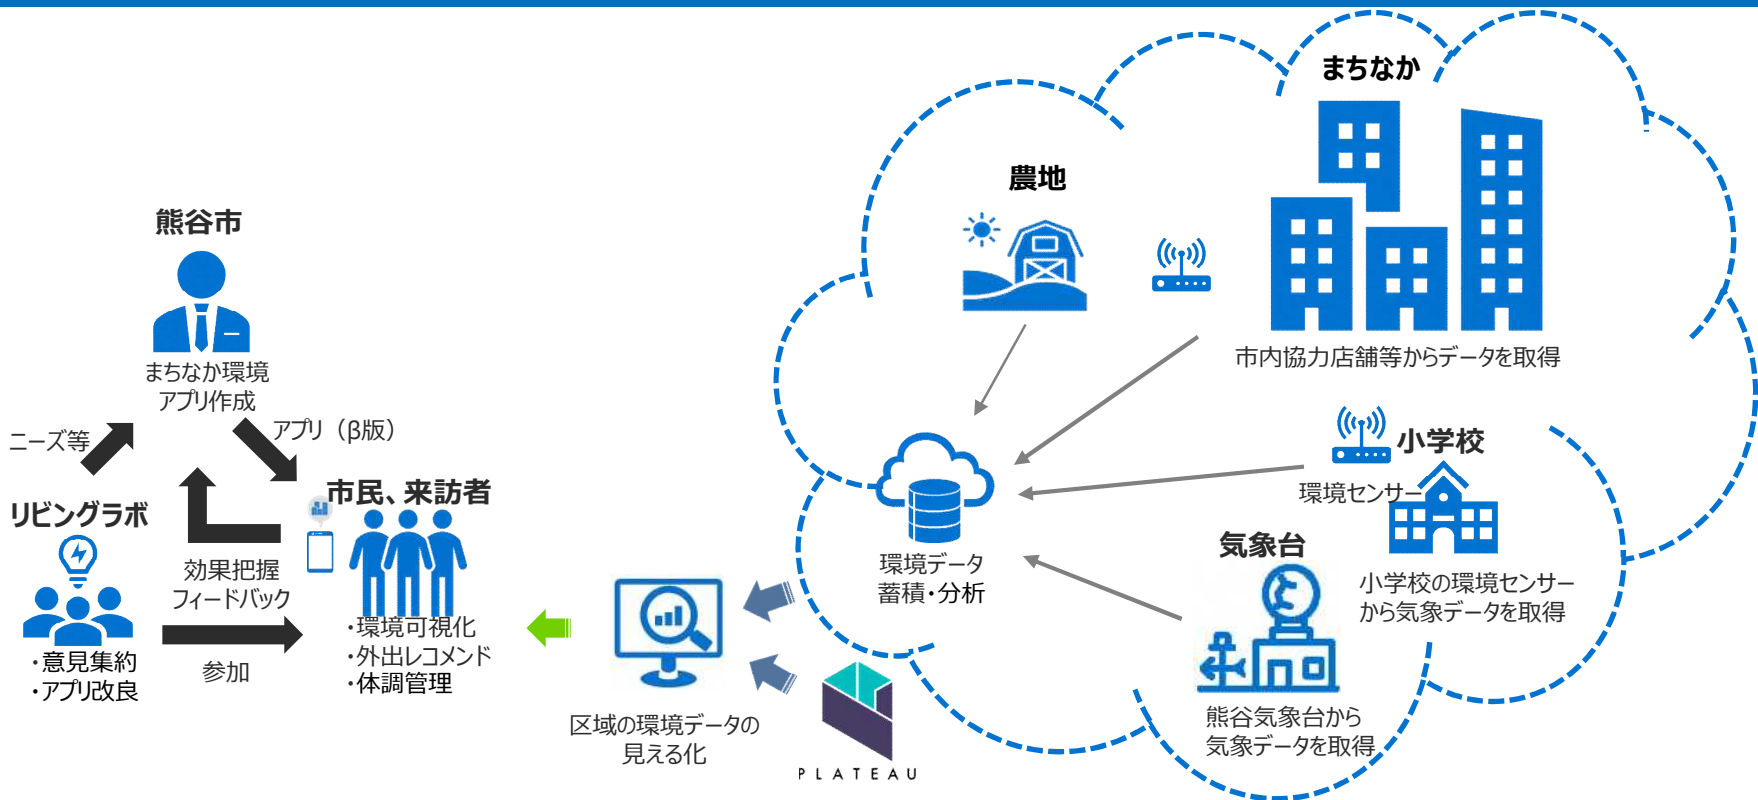 まちなか
農地
熊谷市
まちなか環境
アプリ作成
市内協力店舗等からデータを取得
ニーズ等
アプリ（β版）
小学校
環境センサー
市民、来訪者
リビングラボ
気象台
効果把握
フィードバック
環境データ
蓄積・分析
小学校の環境センサー
から気象データを取得
・環境可視化
・外出レコメンド
・体調管理
・意見集約
・アプリ改良
参加
区域の環境データの
見える化
PLATEAU
熊谷気象台から
気象データを取得